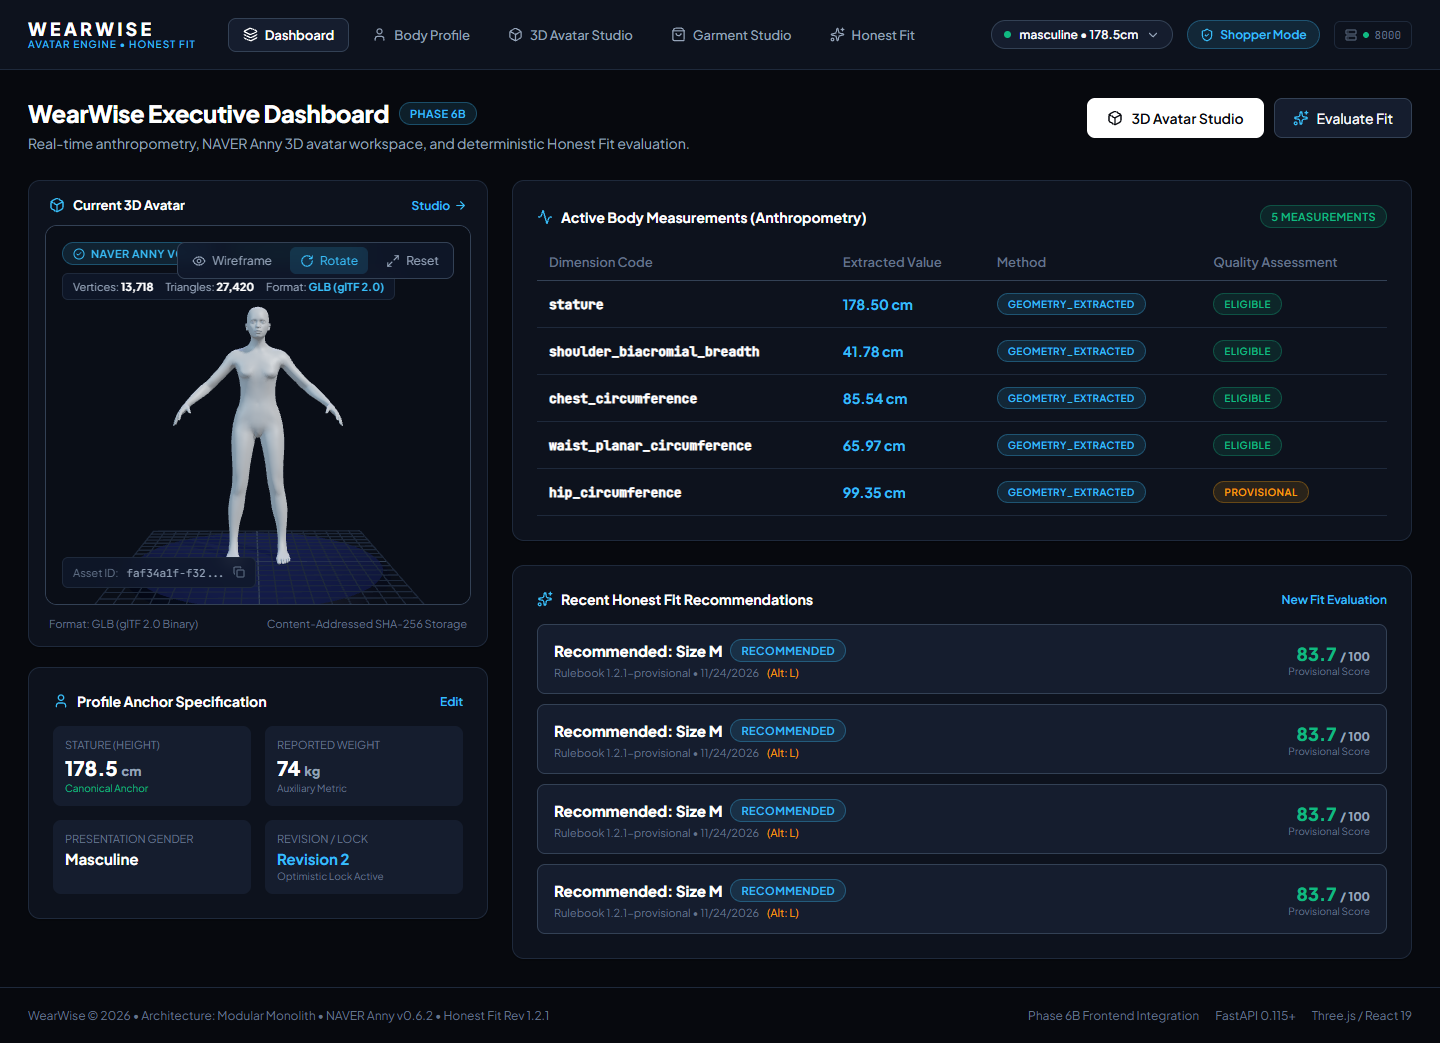 WEARWISE
AVATAR ENGINE • HONEST FIT
Dashboard
Body Profile
3D Avatar Studio
Garment Studio
Honest Fit
masculine • 178.5cm
Shopper Mode
8000
WearWise Executive Dashboard
PHASE 6B
Real-time anthropometry, NAVER Anny 3D avatar workspace, and deterministic Honest Fit evaluation.
3D Avatar Studio
Evaluate Fit
Current 3D Avatar
Studio →
NAVER ANNY
Wireframe
Rotate
Reset
Vertices: 13,718 Triangles: 27,420 Format: GLB (glTF 2.0)
Asset ID: faf34a1f-f32...
Format: GLB (glTF 2.0 Binary)
Content-Addressed SHA-256 Storage
Profile Anchor Specification
Edit
STATURE (HEIGHT)
178.5 cm
Canonical Anchor
REPORTED WEIGHT
74 kg
Auxiliary Metric
PRESENTATION GENDER
Masculine
REVISION / LOCK
Revision 2
Optimistic Lock Active
Active Body Measurements (Anthropometry)
5 MEASUREMENTS
Dimension Code Extracted Value Method Quality Assessment
stature 178.50 cm GEOMETRY_EXTRACTED ELIGIBLE
shoulder_biacromial_breadth 41.78 cm GEOMETRY_EXTRACTED ELIGIBLE
chest_circumference 85.54 cm GEOMETRY_EXTRACTED ELIGIBLE
waist_planar_circumference 65.97 cm GEOMETRY_EXTRACTED ELIGIBLE
hip_circumference 99.35 cm GEOMETRY_EXTRACTED PROVISIONAL
Recent Honest Fit Recommendations
New Fit Evaluation
Recommended: Size M RECOMMENDED
Rulebook 1.2.1-provisional • 11/24/2026 (Alt: L)
83.7 / 100
Provisional Score
Recommended: Size M RECOMMENDED
Rulebook 1.2.1-provisional • 11/24/2026 (Alt: L)
83.7 / 100
Provisional Score
Recommended: Size M RECOMMENDED
Rulebook 1.2.1-provisional • 11/24/2026 (Alt: L)
83.7 / 100
Provisional Score
Recommended: Size M RECOMMENDED
Rulebook 1.2.1-provisional • 11/24/2026 (Alt: L)
83.7 / 100
Provisional Score
WearWise © 2026 • Architecture: Modular Monolith • NAVER Anny v0.6.2 • Honest Fit Rev 1.2.1
Phase 6B Frontend Integration FastAPI 0.115+ Three.js / React 19